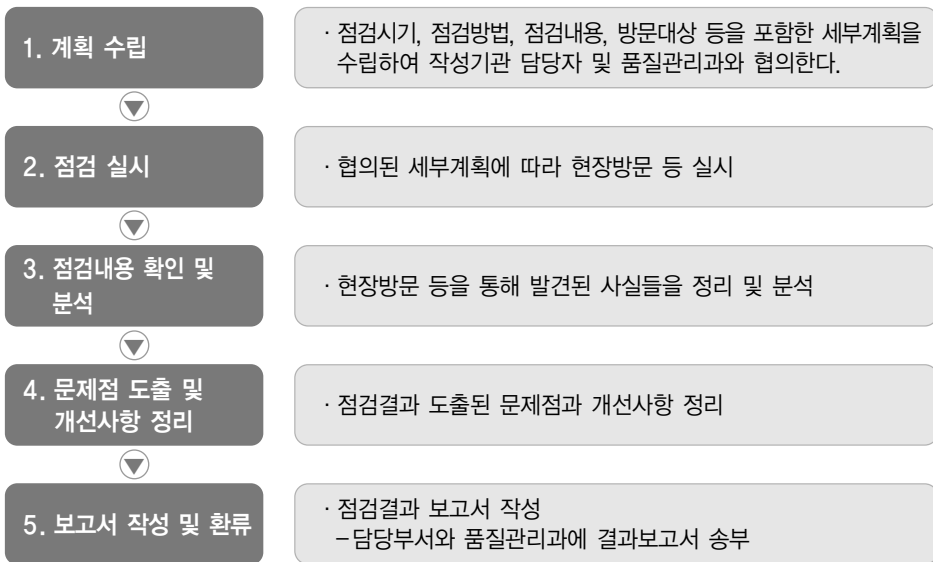 1. 계획 수립
· 점검시기, 점검방법, 점검내용, 방문대상 등을 포함한 세부계획을
수립하여 작성기관 담당자 및 품질관리과와 협의한다.
2. 점검 실시
· 협의된 세부계획에 따라 현장방문 등 실시
3. 점검내용 확인 및
분석
· 현장방문 등을 통해 발견된 사실들을 정리 및 분석
4. 문제점 도출 및
개선사항 정리
· 점검결과 도출된 문제점과 개선사항 정리
5. 보고서 작성 및 환류
· 점검결과 보고서 작성
–담당부서와 품질관리과에 결과보고서 송부